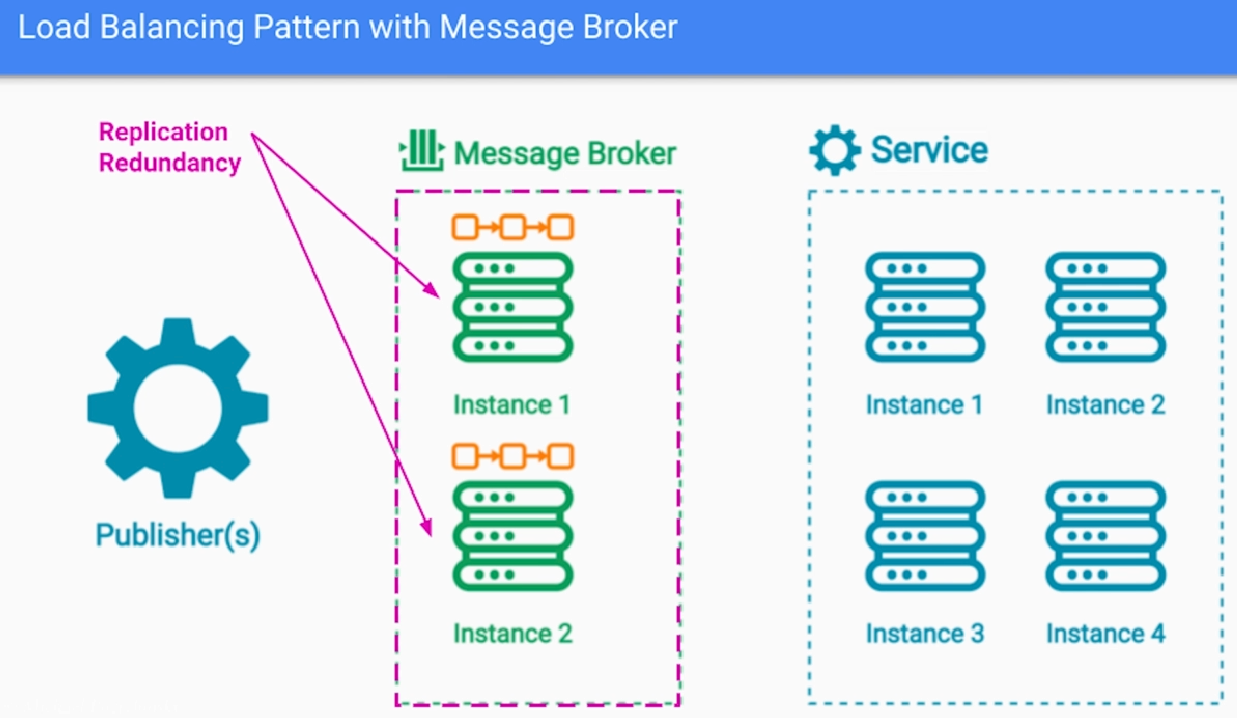 Load Balancing Pattern with Message Broker
Replication
Redundancy
Message Broker
Service
Instance 1
Instance 1
Instance 2
Publisher(s)
Instance 2
Instance 3
Instance 4